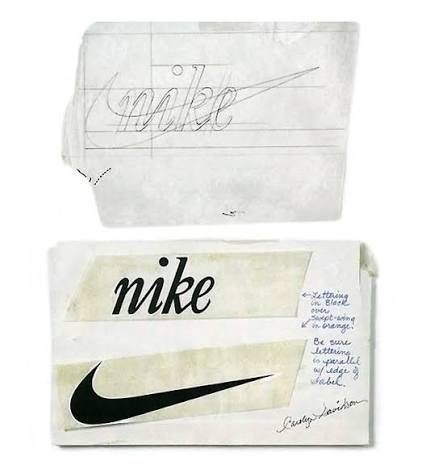 nike
nike
← Lettering
in Black
over
swept-wing
↙ in orange.
Be sure
lettering
is parallel
w/ edge of
label.
Carolyn Davidson